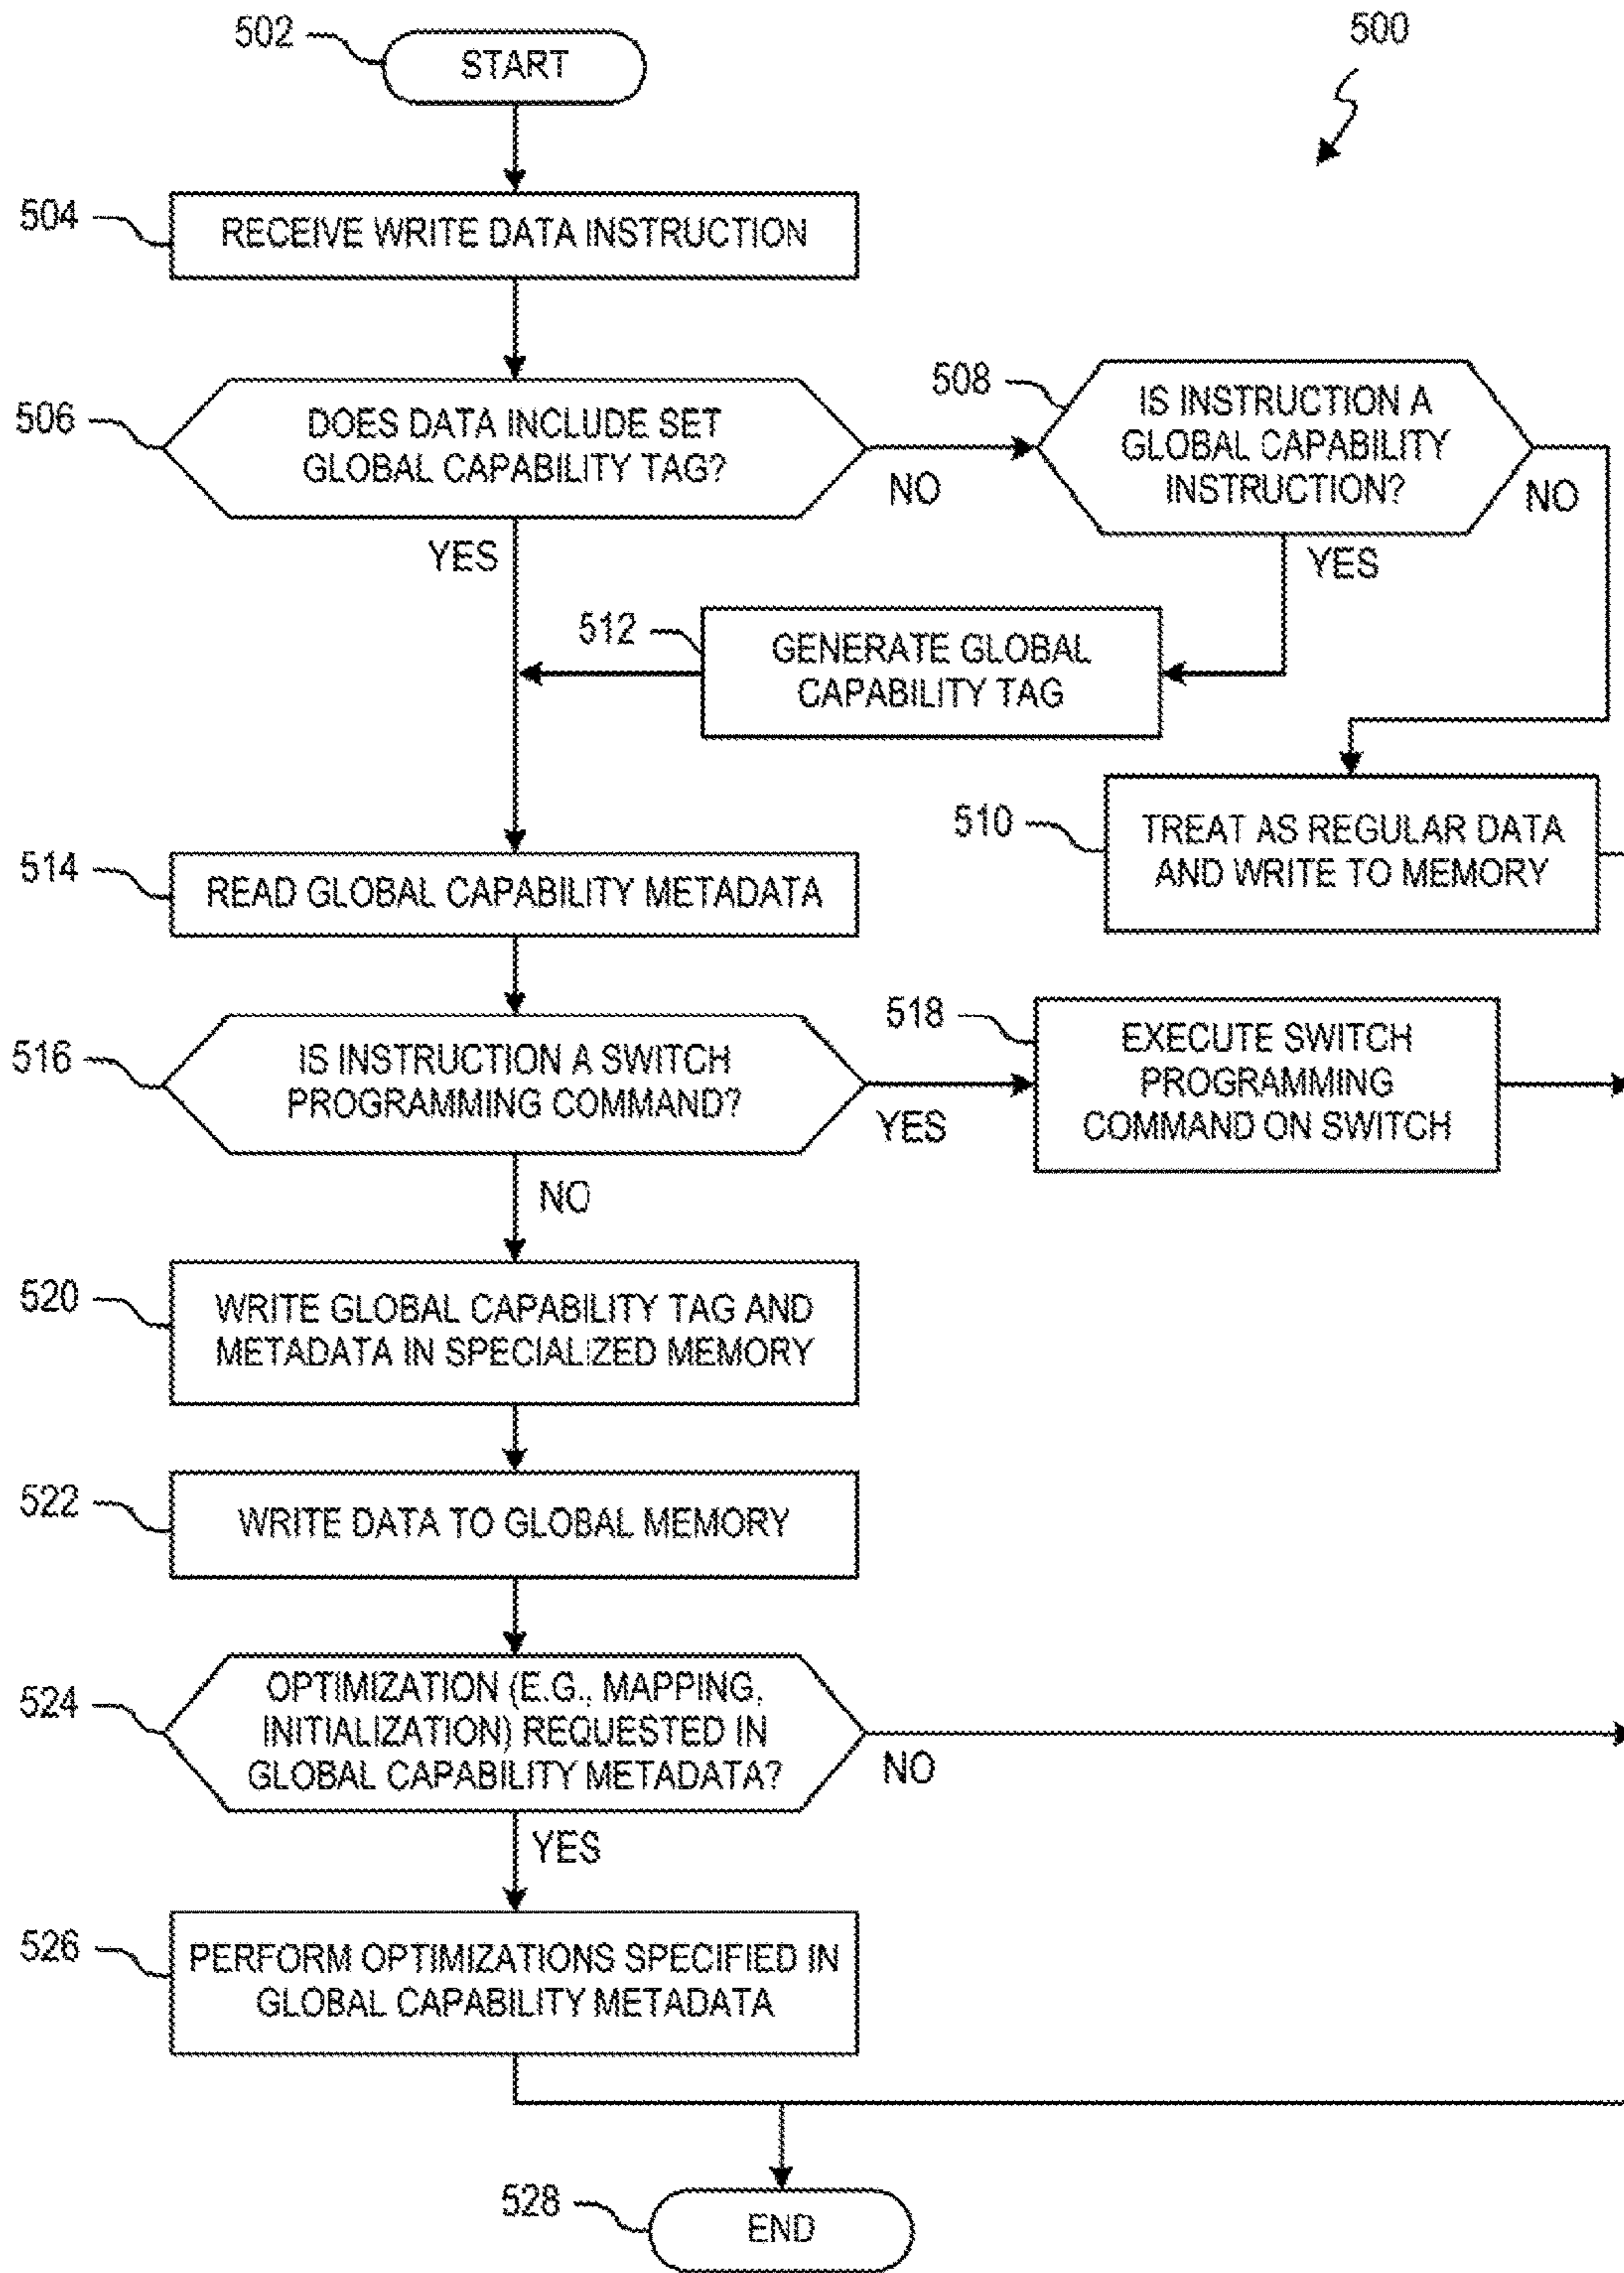 500
502
START
504
RECEIVE WRITE DATA INSTRUCTION
506
DOES DATA INCLUDE SET
GLOBAL CAPABILITY TAG?
NO
YES
508
IS INSTRUCTION A
GLOBAL CAPABILITY
INSTRUCTION?
NO
YES
512
GENERATE GLOBAL
CAPABILITY TAG
510
TREAT AS REGULAR DATA
AND WRITE TO MEMORY
514
READ GLOBAL CAPABILITY METADATA
516
IS INSTRUCTION A SWITCH
PROGRAMMING COMMAND?
YES
NO
518
EXECUTE SWITCH
PROGRAMMING
COMMAND ON SWITCH
520
WRITE GLOBAL CAPABILITY TAG AND
METADATA IN SPECIALIZED MEMORY
522
WRITE DATA TO GLOBAL MEMORY
524
OPTIMIZATION (E.G., MAPPING,
INITIALIZATION) REQUESTED IN
GLOBAL CAPABILITY METADATA?
NO
YES
526
PERFORM OPTIMIZATIONS SPECIFIED IN
GLOBAL CAPABILITY METADATA
528
END